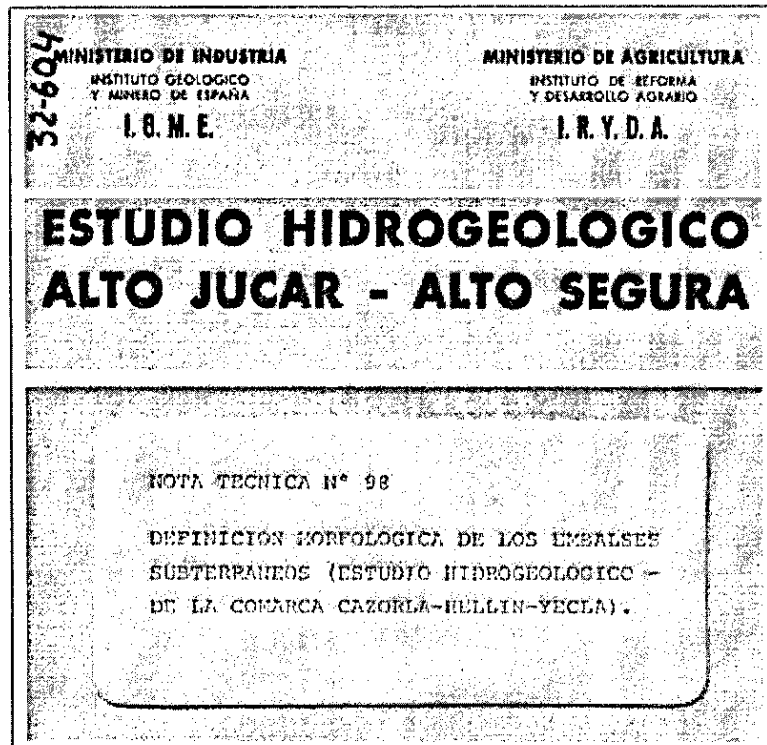 32-604
MINISTERIO DE INDUSTRIA
INSTITUTO GEOLOGICO
Y MINERO DE ESPAÑA
I. G. M. E.
MINISTERIO DE AGRICULTURA
INSTITUTO DE REFORMA
Y DESARROLLO AGRARIO
I. R. Y. D. A.
ESTUDIO HIDROGEOLOGICO
ALTO JUCAR - ALTO SEGURA
NOTA TECNICA Nº 98
DEFINICION MORFOLOGICA DE LOS EMBALSES
SUBTERRANEOS (ESTUDIO HIDROGEOLOGICO -
DE LA COMARCA CAZORLA-HELLIN-YECLA).